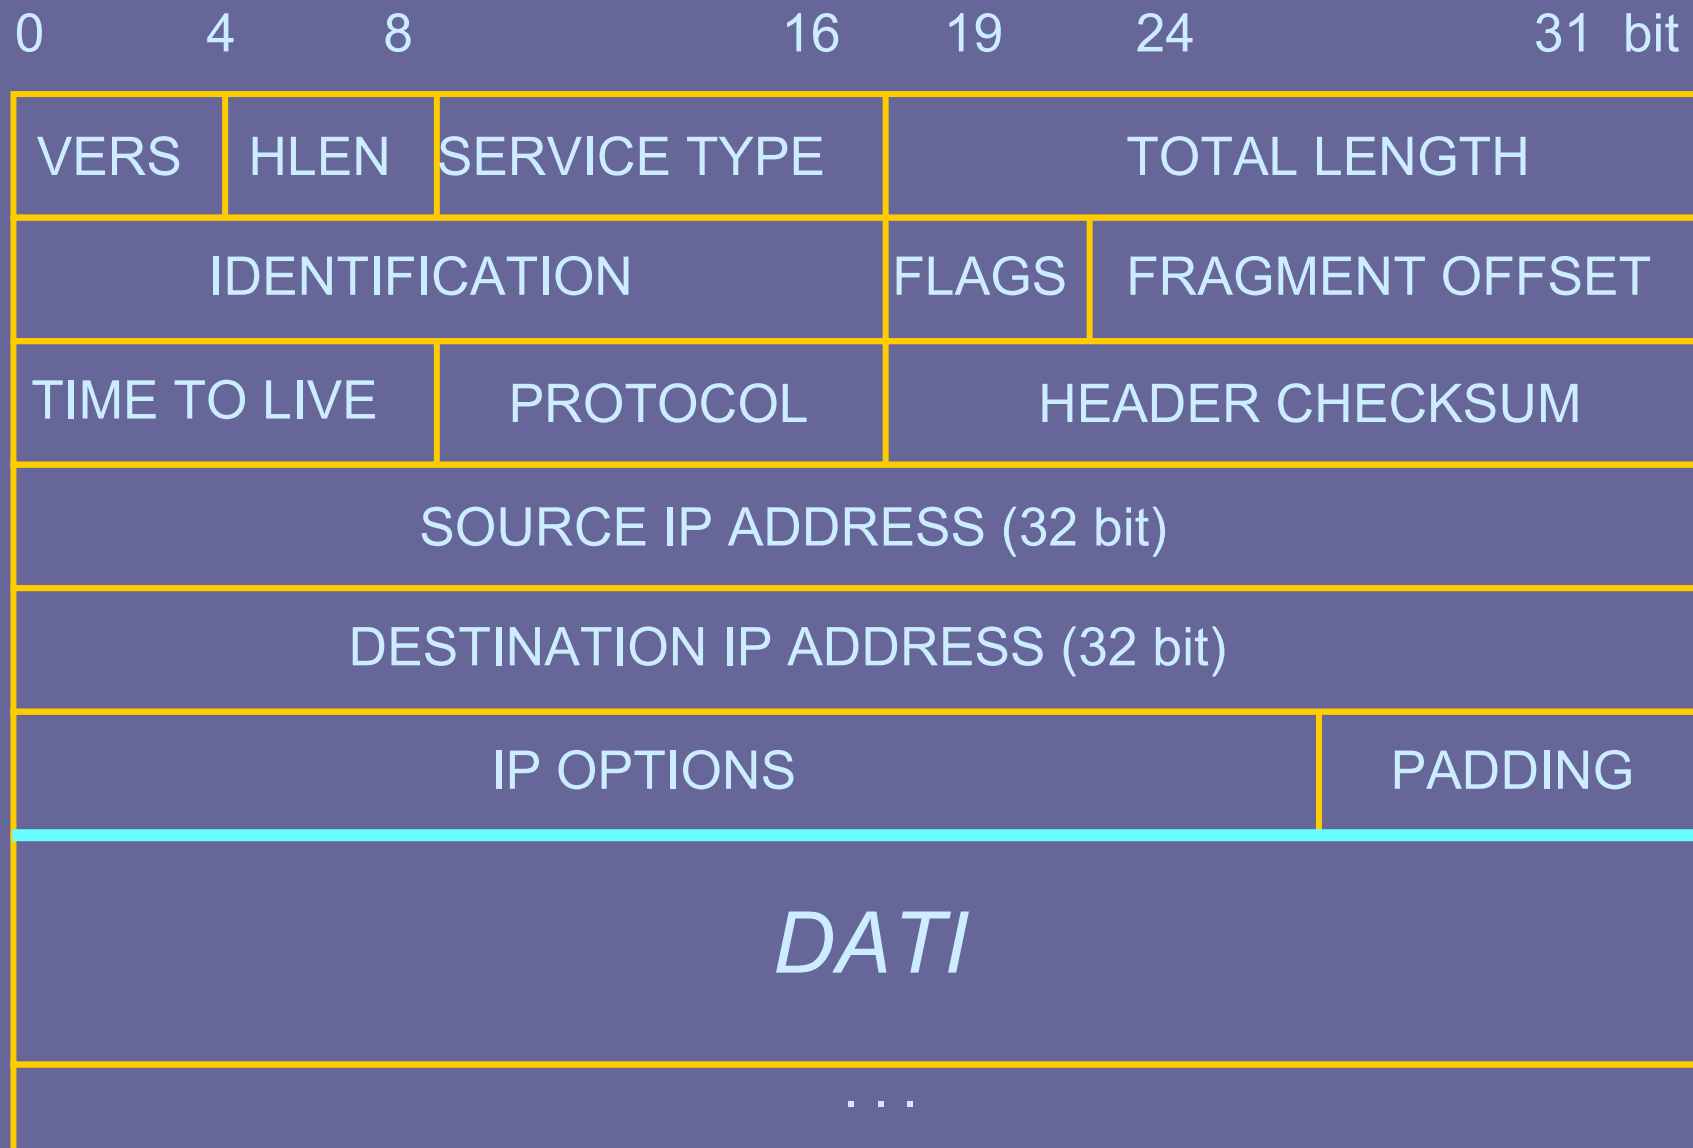 0 4 8 16 19 24 31 bit
VERS HLEN SERVICE TYPE TOTAL LENGTH
IDENTIFICATION FLAGS FRAGMENT OFFSET
TIME TO LIVE PROTOCOL HEADER CHECKSUM
SOURCE IP ADDRESS (32 bit)
DESTINATION IP ADDRESS (32 bit)
IP OPTIONS PADDING
DATI
. . .